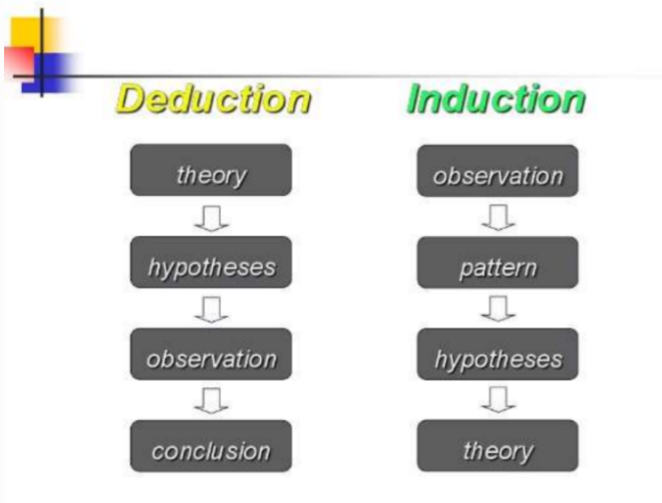 Deduction
theory
hypotheses
observation
conclusion
Induction
observation
pattern
hypotheses
theory